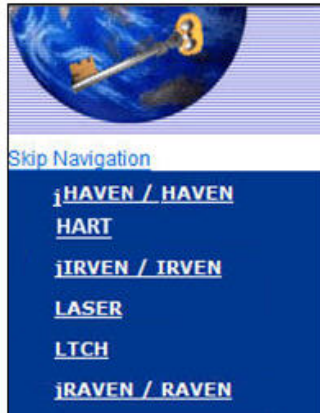 Skip Navigation
jHAVEN / HAVEN
HART
jIRVEN / IRVEN
LASER
LTCH
jRAVEN / RAVEN